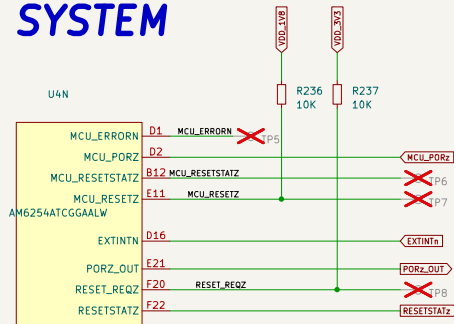 SYSTEM
VDD_1V8
VDD_3V3
R236
10K
R237
10K
U4N
MCU_ERRORN D1 MCU_ERRORN TP5
MCU_PORZ D2 MCU_PORz
MCU_RESETSTATZ B12 MCU_RESETSTATZ TP6
MCU_RESETZ E11 MCU_RESETZ TP7
AM6254ATCGGAALW
EXTINTN D16 EXTINTn
PORZ_OUT E21 PORz_OUT
RESET_REQZ F20 RESET_REQZ TP8
RESETSTATZ F22 RESETSTATz